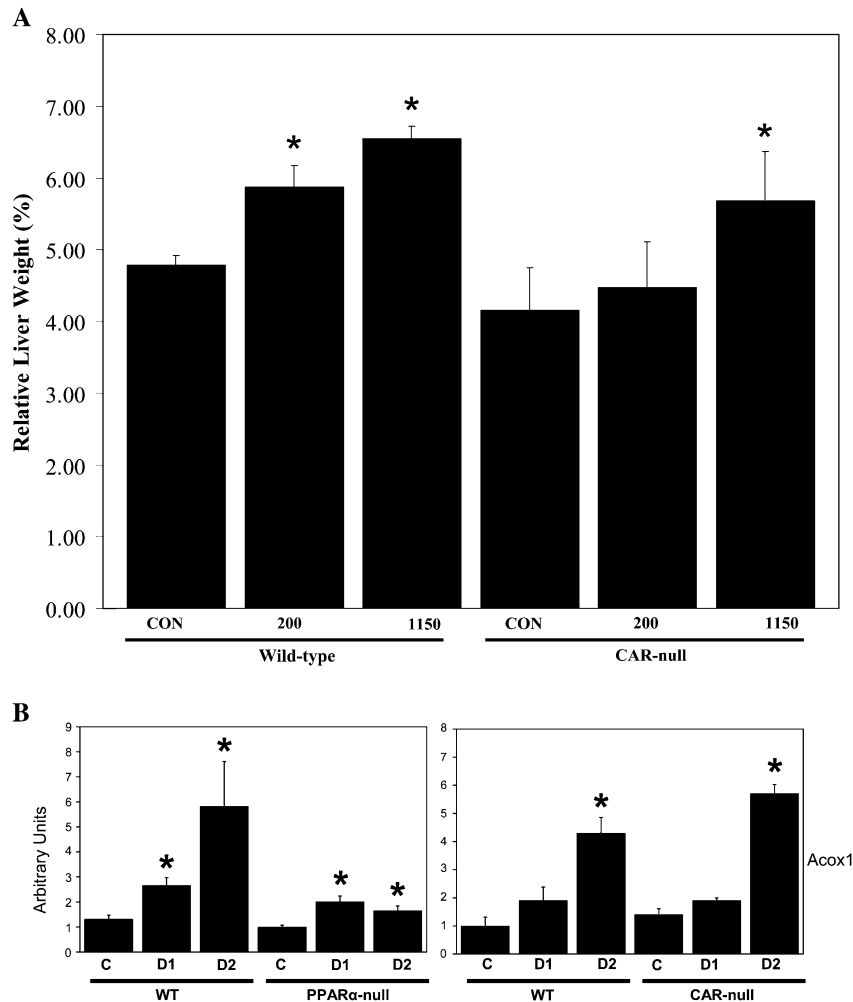 A
8.00
7.00
6.00
5.00
4.00
3.00
2.00
1.00
0.00
Relative Liver Weight (%)
* * *
CON 200 1150 CON 200 1150
Wild-type CAR-null
B
9
8
7
6
5
4
3
2
1
0
Arbitrary Units
* * * *
C D1 D2 C D1 D2
WT PPARα-null
8
7
6
5
4
3
2
1
0
* *
C D1 D2 C D1 D2
WT CAR-null
Acox1